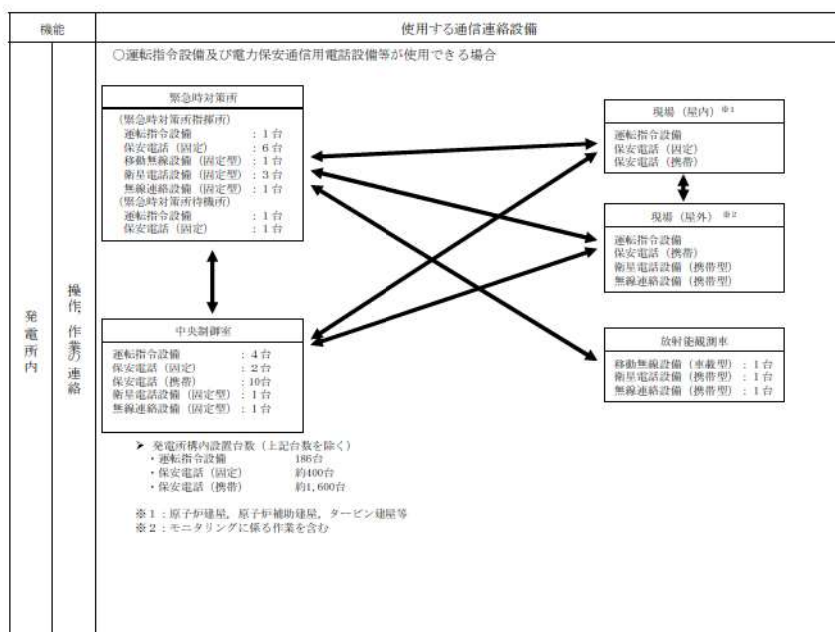 機能
使用する通信連絡設備
発電所内
操作，作業の連絡
○運転指令設備及び電力保安通信用電話設備等が使用できる場合
緊急時対策所
(緊急時対策所指揮所)
運転指令設備 : 1台
保安電話（固定） : 6台
移動無線設備（固定型）: 1台
衛星電話設備（固定型）: 3台
無線連絡設備（固定型）: 1台
(緊急時対策所待機所)
運転指令設備 : 1台
保安電話（固定） : 1台
現場（屋内）※1
運転指令設備
保安電話（固定）
保安電話（携帯）
現場（屋外）※2
運転指令設備
保安電話（携帯）
衛星電話設備（携帯型）
無線連絡設備（携帯型）
中央制御室
運転指令設備 : 4台
保安電話（固定） : 2台
保安電話（携帯） : 10台
衛星電話設備（固定型）: 1台
無線連絡設備（固定型）: 1台
放射能観測車
移動無線設備（車載型）: 1台
衛星電話設備（携帯型）: 1台
無線連絡設備（携帯型）: 1台
➤ 発電所構内設置台数（上記台数を除く）
・運転指令設備 186台
・保安電話（固定） 約400台
・保安電話（携帯） 約1,600台
※1：原子炉建屋，原子炉補助建屋，タービン建屋等
※2：モニタリングに係る作業を含む